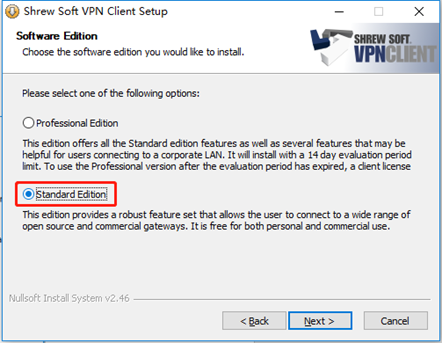 Shrew Soft VPN Client Setup
Software Edition
Choose the software edition you would like to install.
SHREW SOFT
VPNCLIENT
Please select one of the following options:
Professional Edition
This edition offers all the Standard edition features as well as several features that may be
helpful for users connecting to a corporate LAN. It will install with a 14 day evaluation period
limit. To use the Professional version after the evaluation period has expired, a client license
Standard Edition
This edition provides a robust feature set that allows the user to connect to a wide range of
open source and commercial gateways. It is free for both personal and commercial use.
Nullsoft Install System v2.46
< Back
Next >
Cancel